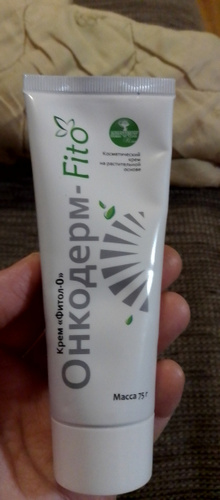 Косметический
крем
на растительной
основе
Онкодерм-Fito
Крем «Фитол-0»
Масса 75 г